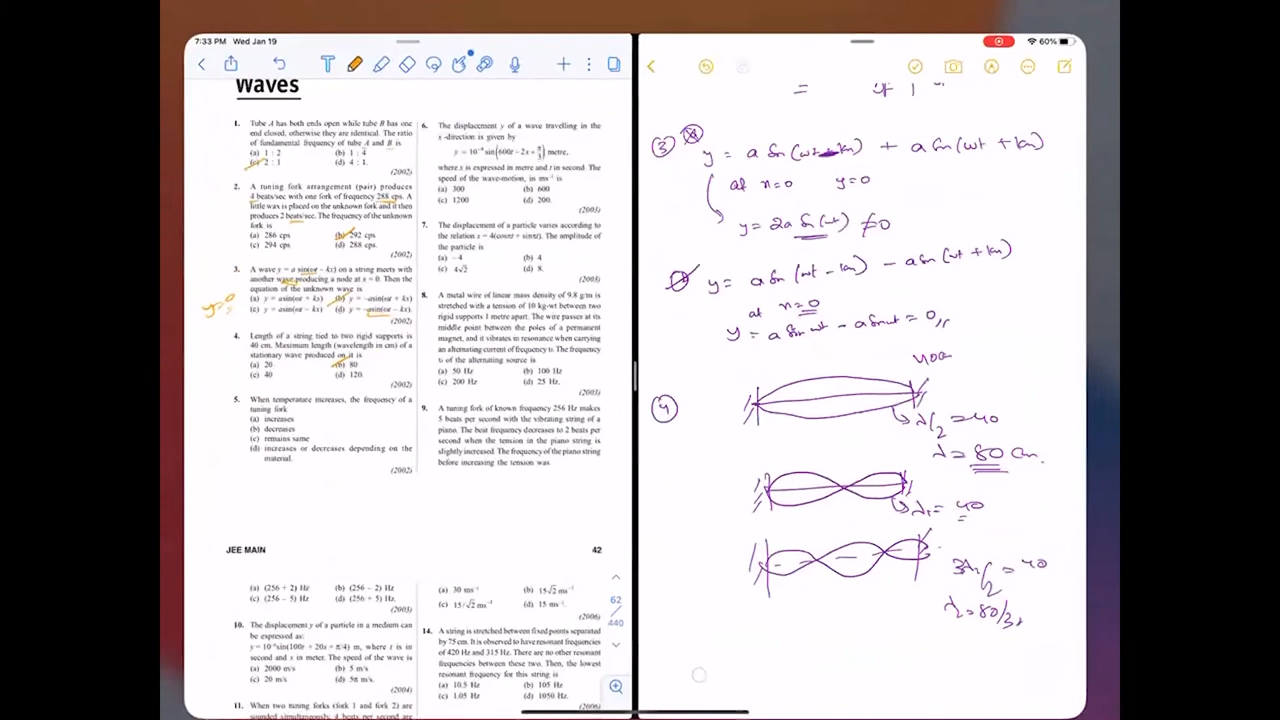 7:33 PM Wed Jan 19
60%
Waves
1. Tube A has both ends open while tube B has one
end closed, otherwise they are identical. The ratio
of fundamental frequency of tube A and B is
(a) 1 : 2 (b) 1 : 4
(c) 2 : 1 (d) 4 : 1.
(2002)
2. A tuning fork arrangement (pair) produces
4 beats/sec with one fork of frequency 288 cps. A
little wax is placed on the unknown fork and it then
produces 2 beats/sec. The frequency of the unknown
fork is
(a) 286 cps (b) 292 cps
(c) 294 cps (d) 288 cps.
(2002)
3. A wave y = a sin(ωt – kx) on a string meets with
another wave producing a node at x = 0. Then the
equation of the unknown wave is
(a) y = asin(ωt + kx) (b) y = –asin(ωt + kx)
(c) y = asin(ωt – kx) (d) y = –asin(ωt – kx).
(2002)
y=0
4. Length of a string tied to two rigid supports is
40 cm. Maximum length (wavelength in cm) of a
stationary wave produced on it is
(a) 20 (b) 80
(c) 40 (d) 120.
(2002)
5. When temperature increases, the frequency of a
tuning fork
(a) increases
(b) decreases
(c) remains same
(d) increases or decreases depending on the
material.
(2002)
6. The displacement y of a wave travelling in the
x-direction is given by
y = 10⁻⁴ sin(600t – 2x + π/3) metre,
where x is expressed in metre and t in second. The
speed of the wave-motion, in ms⁻¹ is
(a) 300 (b) 600
(c) 1200 (d) 200.
(2003)
7. The displacement of a particle varies according to
the relation x = 4(cosπt + sinπt). The amplitude of
the particle is
(a) – 4 (b) 4
(c) 4√2 (d) 8.
(2003)
8. A metal wire of linear mass density of 9.8 g/m is
stretched with a tension of 10 kg-wt between two
rigid supports 1 metre apart. The wire passes at its
middle point between the poles of a permanent
magnet, and it vibrates in resonance when carrying
an alternating current of frequency υ. The frequency
υ of the alternating source is
(a) 50 Hz (b) 100 Hz
(c) 200 Hz (d) 25 Hz.
(2003)
9. A tuning fork of known frequency 256 Hz makes
5 beats per second with the vibrating string of a
piano. The beat frequency decreases to 2 beats per
second when the tension in the piano string is
slightly increased. The frequency of the piano string
before increasing the tension was
JEE MAIN 42
(a) (256 + 2) Hz (b) (256 – 2) Hz
(c) (256 – 5) Hz (d) (256 + 5) Hz.
(2003)
10. The displacement y of a particle in a medium can
be expressed as:
y=10⁻⁶sin(100t + 20x + π/4) m, where t is in
second and x in meter. The speed of the wave is
(a) 2000 m/s (b) 5 m/s
(c) 20 m/s (d) 5π m/s.
(2004)
11. When two tuning forks (fork 1 and fork 2) are
sounded simultaneously, 4 beats per second are
(a) 30 ms⁻¹ (b) 15√2 ms⁻¹
(c) 15/√2 ms⁻¹ (d) 15 ms⁻¹.
(2006)
14. A string is stretched between fixed points separated
by 75 cm. It is observed to have resonant frequencies
of 420 Hz and 315 Hz. There are no other resonant
frequencies between these two. Then, the lowest
resonant frequency for this string is
(a) 10.5 Hz (b) 105 Hz
(c) 1.05 Hz (d) 1050 Hz.
(2006)
62
/
440
=
③ y = a sin(ωt - kx) + a sin(ωt + kx)
at x=0 y=0
y = 2a sin(ωt) ≠0
y = a sin(ωt - kx) - a sin(ωt + kx)
at x=0
y = a sin ωt - a sin ωt = 0
④
λ/2 = 40
λ = 80 cm.
λ₁ = 40
= 40
λ = 80/3